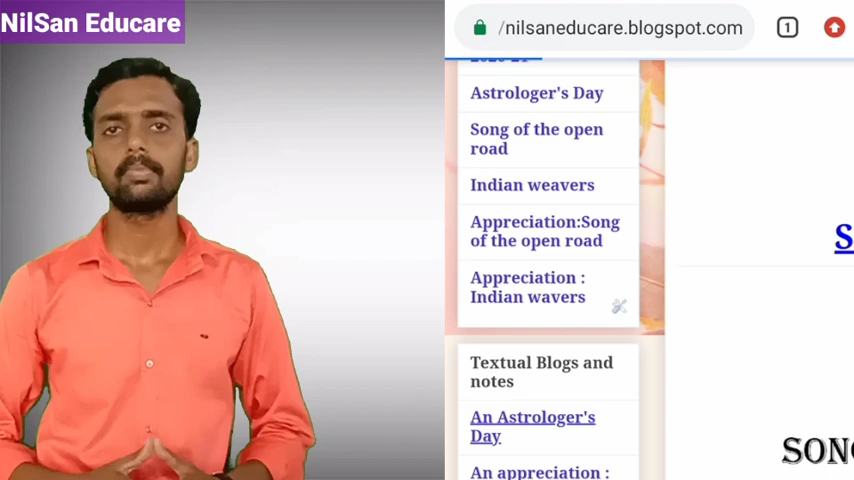 NilSan Educare
/nilsaneducare.blogspot.com
1
Astrologer's Day
Song of the open
road
Indian weavers
Appreciation:Song
of the open road
Appreciation :
Indian wavers
Textual Blogs and
notes
An Astrologer's
Day
An appreciation :
S
SONG